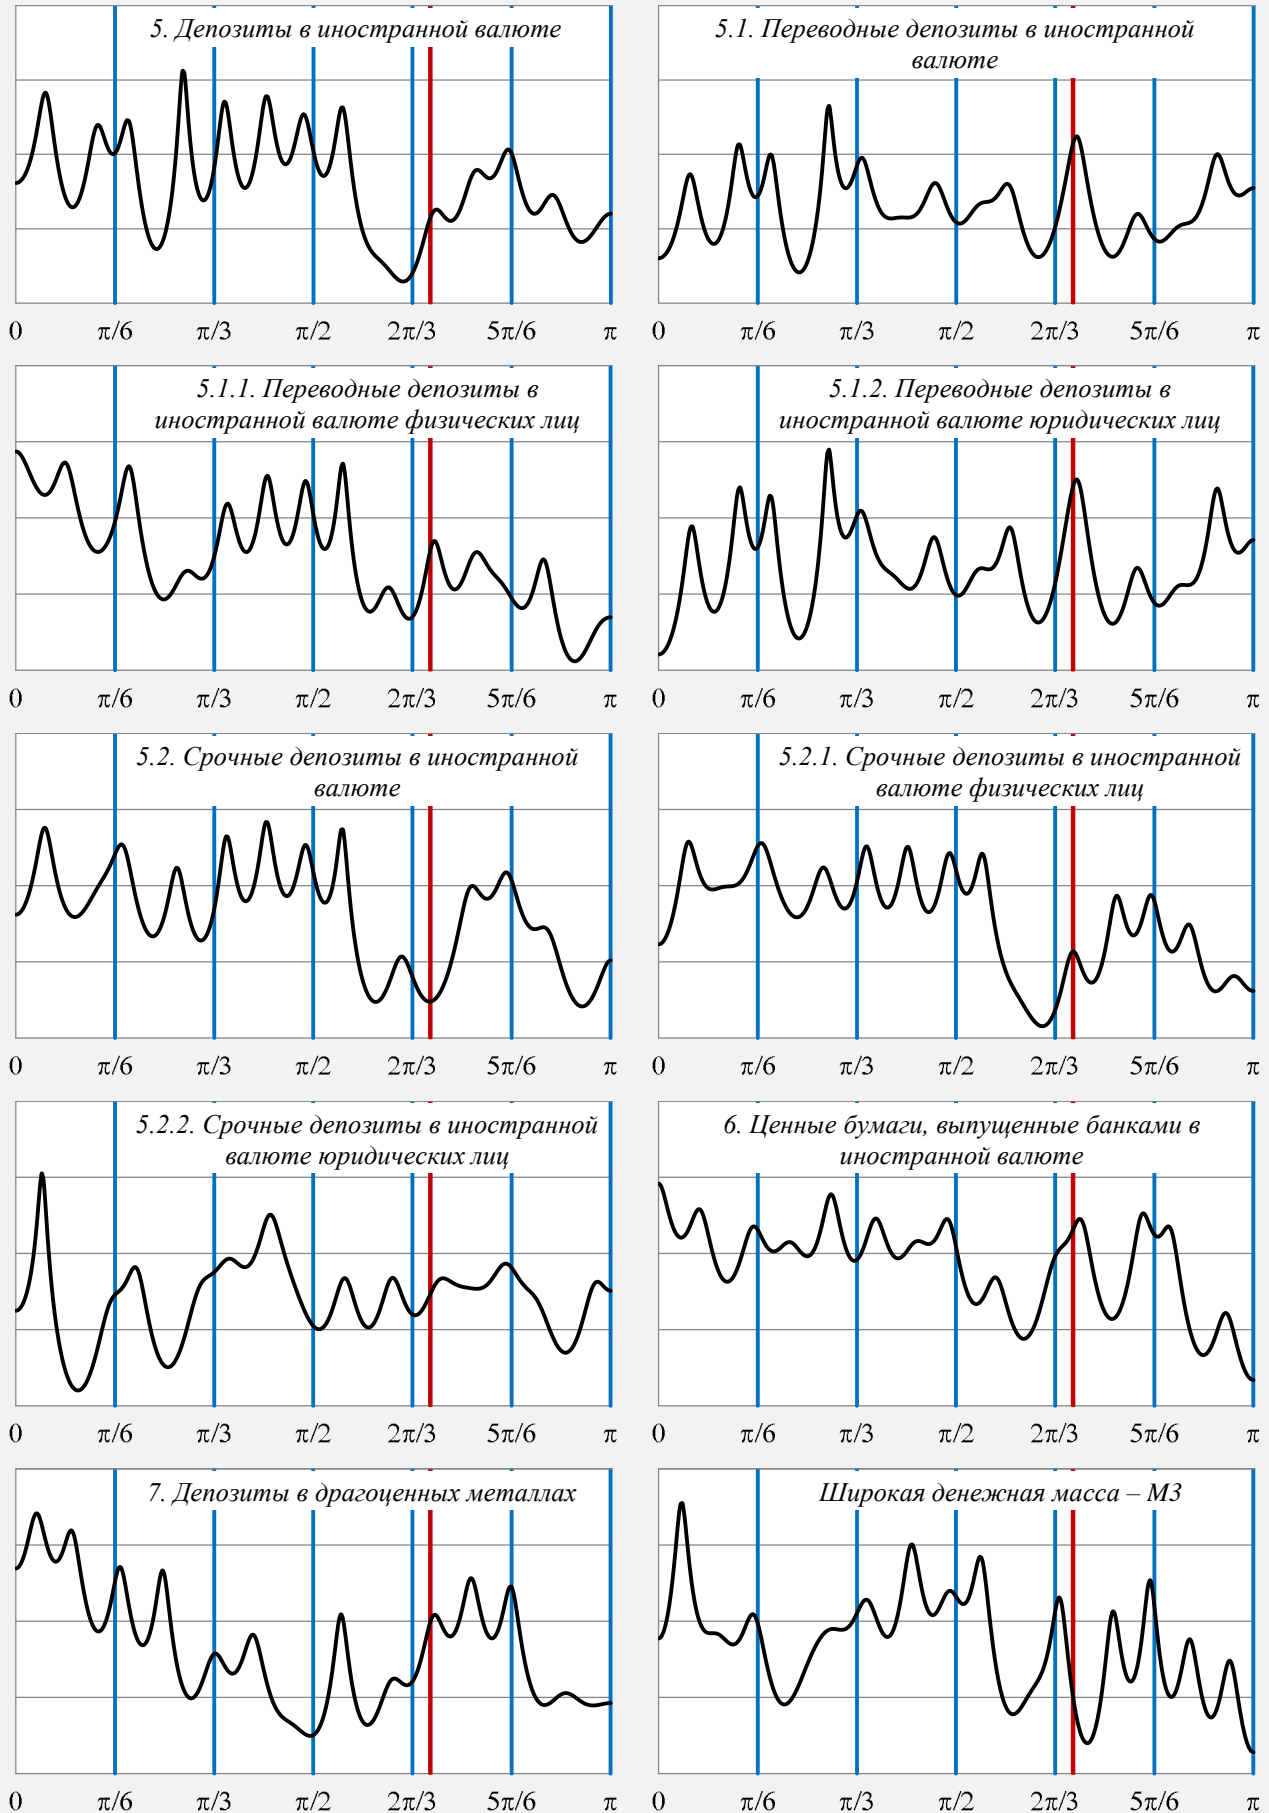 5. Депозиты в иностранной валюте
0 π/6 π/3 π/2 2π/3 5π/6 π
5.1. Переводные депозиты в иностранной
валюте
0 π/6 π/3 π/2 2π/3 5π/6 π
5.1.1. Переводные депозиты в
иностранной валюте физических лиц
0 π/6 π/3 π/2 2π/3 5π/6 π
5.1.2. Переводные депозиты в
иностранной валюте юридических лиц
0 π/6 π/3 π/2 2π/3 5π/6 π
5.2. Срочные депозиты в иностранной
валюте
0 π/6 π/3 π/2 2π/3 5π/6 π
5.2.1. Срочные депозиты в иностранной
валюте физических лиц
0 π/6 π/3 π/2 2π/3 5π/6 π
5.2.2. Срочные депозиты в иностранной
валюте юридических лиц
0 π/6 π/3 π/2 2π/3 5π/6 π
6. Ценные бумаги, выпущенные банками в
иностранной валюте
0 π/6 π/3 π/2 2π/3 5π/6 π
7. Депозиты в драгоценных металлах
0 π/6 π/3 π/2 2π/3 5π/6 π
Широкая денежная масса – М3
0 π/6 π/3 π/2 2π/3 5π/6 π